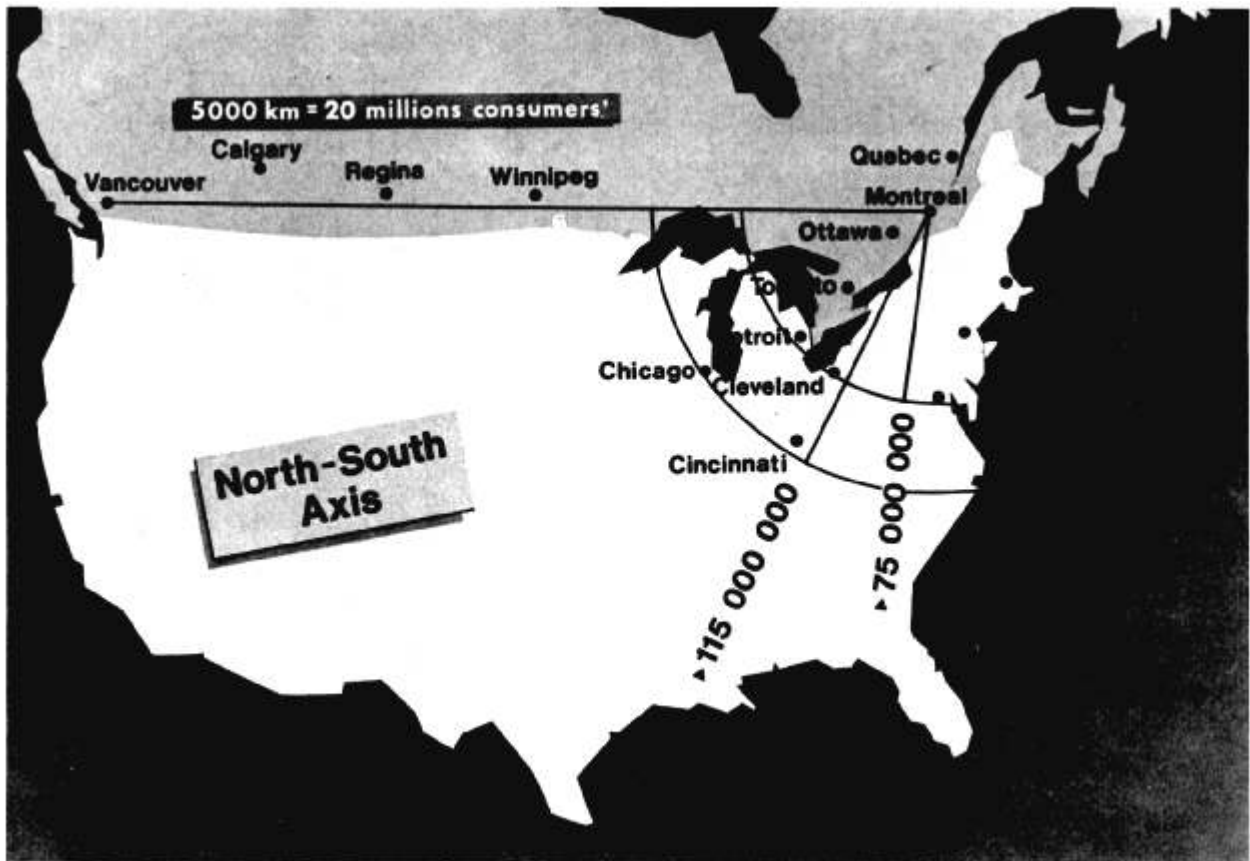 5000 km = 20 millions consumers'
Calgary
Quebec
Vancouver
Regina
Winnipeg
Montreal
Ottawa
Chicago
Cleveland
North-South
Axis
Cincinnati
75 000 000
115 000 000